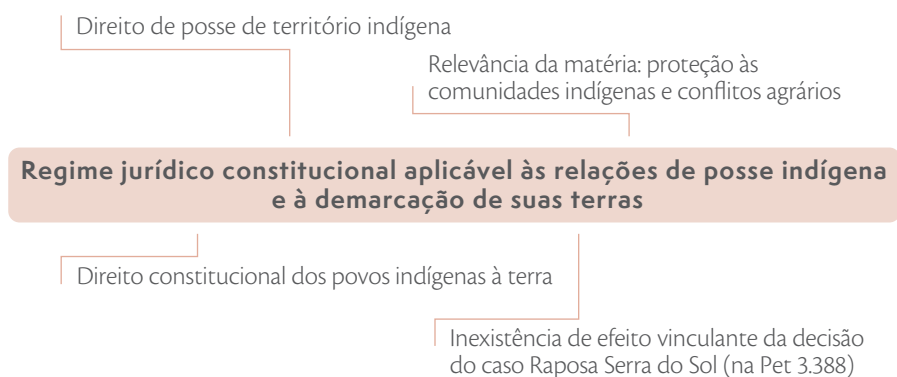 Direito de posse de território indígena
Relevância da matéria: proteção às
comunidades indígenas e conflitos agrários
Regime jurídico constitucional aplicável às relações de posse indígena
e à demarcação de suas terras
Direito constitucional dos povos indígenas à terra
Inexistência de efeito vinculante da decisão
do caso Raposa Serra do Sol (na Pet 3.388)